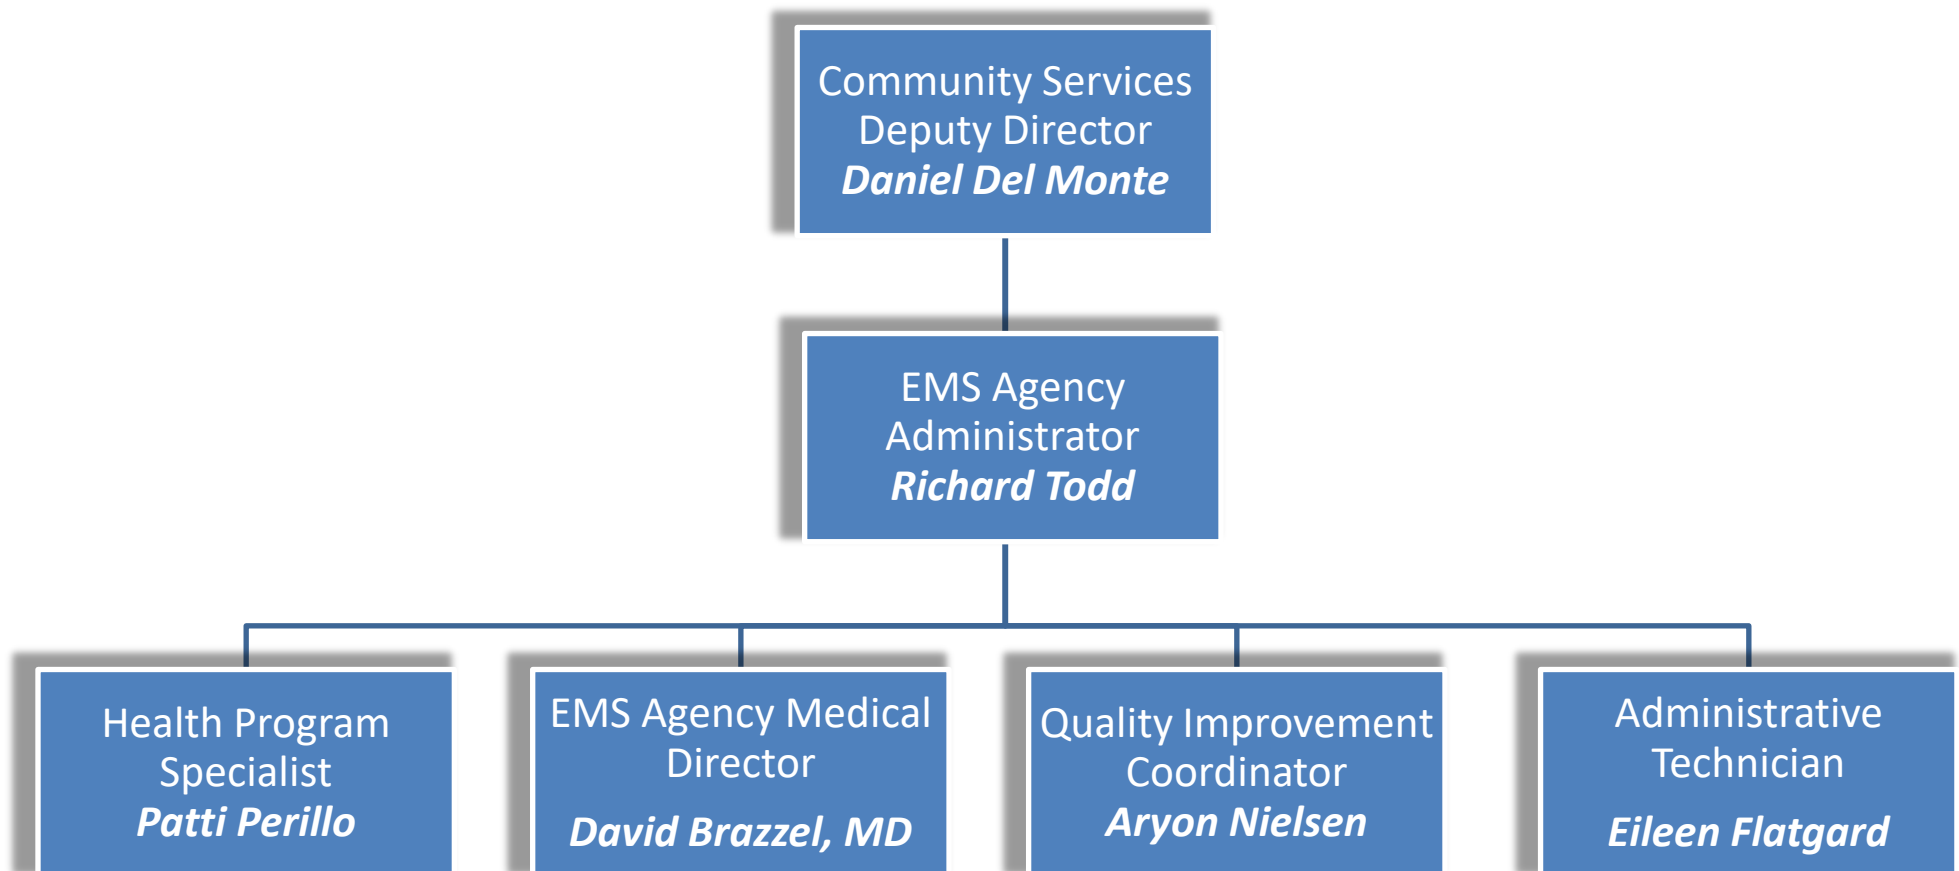 Community Services
Deputy Director
Daniel Del Monte
EMS Agency
Administrator
Richard Todd
Health Program
Specialist
Patti Perillo
EMS Agency Medical
Director
David Brazzel, MD
Quality Improvement
Coordinator
Aryon Nielsen
Administrative
Technician
Eileen Flatgard